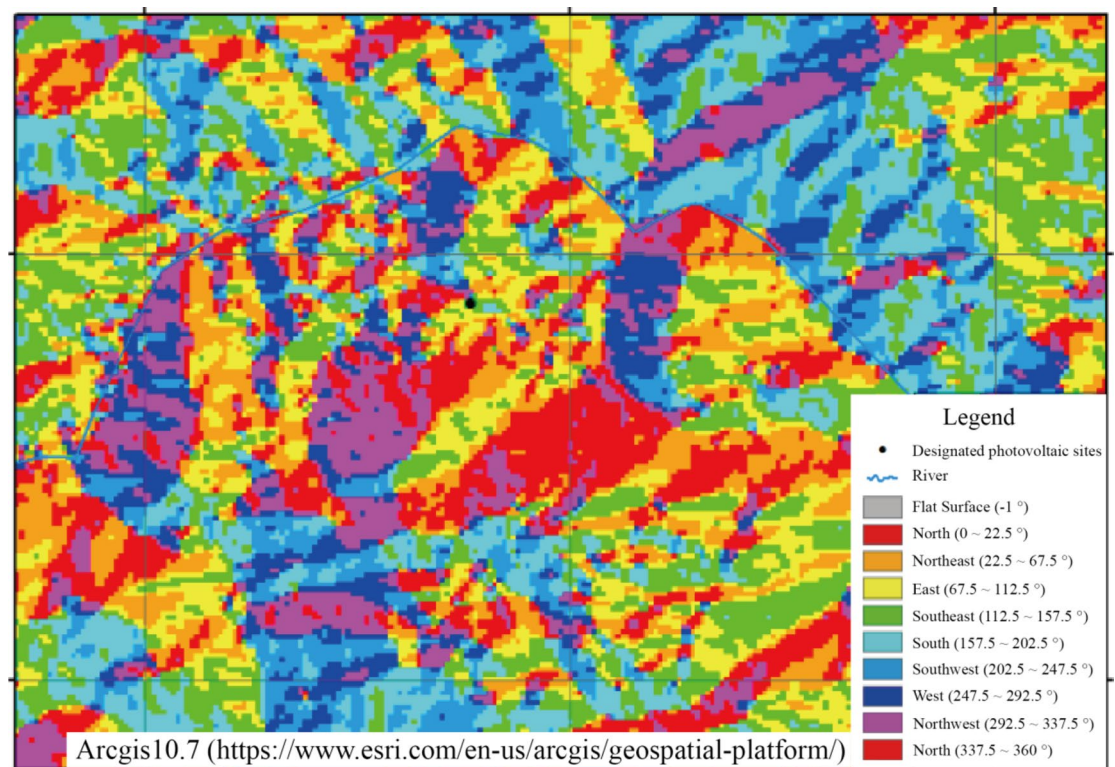 Legend
Designated photovoltaic sites
River
Flat Surface (-1 °)
North (0 ~ 22.5 °)
Northeast (22.5 ~ 67.5 °)
East (67.5 ~ 112.5 °)
Southeast (112.5 ~ 157.5 °)
South (157.5 ~ 202.5 °)
Southwest (202.5 ~ 247.5 °)
West (247.5 ~ 292.5 °)
Northwest (292.5 ~ 337.5 °)
North (337.5 ~ 360 °)
Arcgis10.7 (https://www.esri.com/en-us/arcgis/geospatial-platform/)